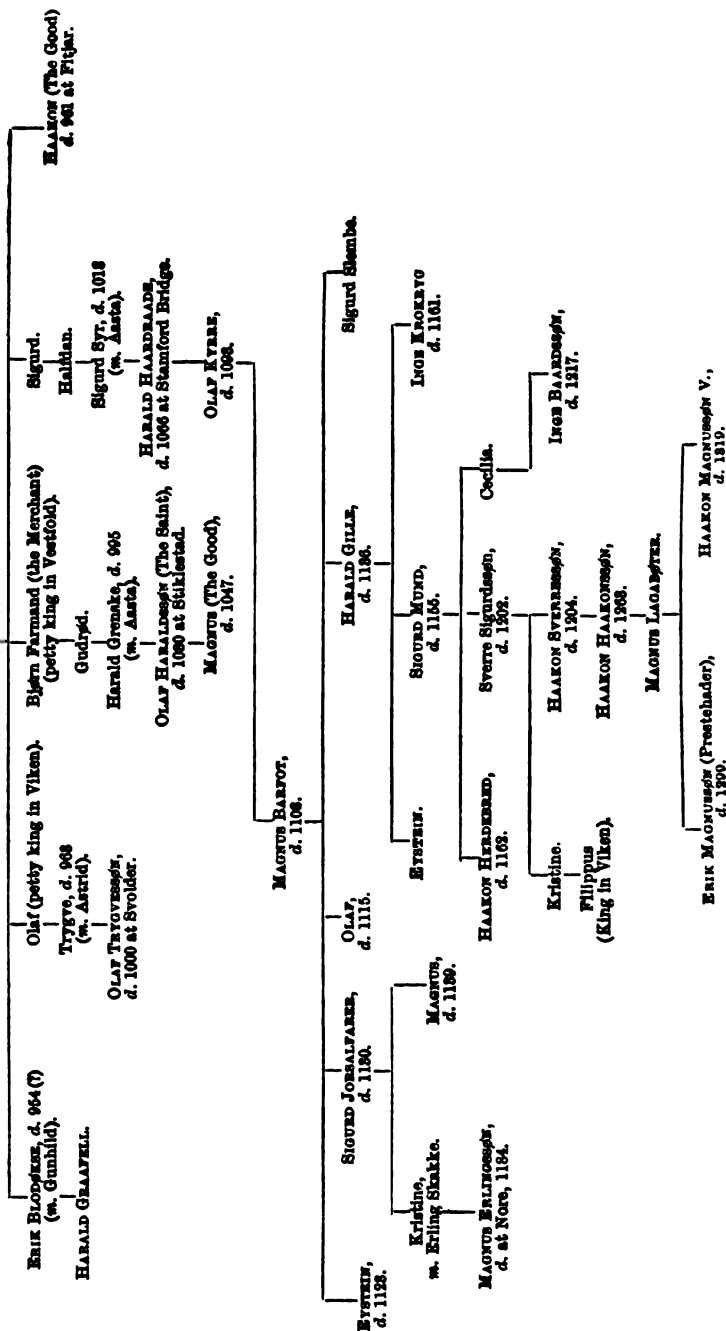 ERIK BLODØKSE, d. 954(?)
(m. Gunhild).
HARALD GRAAFELL.
Olaf (petty king in Viken).
Trygve, d. 968
(m. Astrid).
OLAF TRYGVESSØN,
d. 1000 at Svolder.
Bjørn Farmand (the Merchant)
(petty king in Vestfold).
Gudrød.
Harald Grenske, d. 995
(m. Aasta).
OLAF HARALDSSØN (The Saint),
d. 1030 at Stiklestad.
MAGNUS (The Good),
d. 1047.
Sigurd.
Halfdan.
Sigurd Syr, d. 1018
(m. Aasta).
HARALD HAARDRAADE,
d. 1066 at Stamford Bridge.
OLAF KYRRE,
d. 1093.
HAAKON (The Good)
d. 961 at Fitjar.
MAGNUS BARFOT,
d. 1103.
EYSTEIN,
d. 1123.
SIGURD JORSALFARER,
d. 1130.
OLAF,
d. 1115.
HARALD GILLE,
d. 1136.
Sigurd Slembe.
Kristine,
m. Erling Skakke.
MAGNUS ERLINGSSØN,
d. at Nore, 1184.
MAGNUS,
d. 1139.
EYSTEIN.
SIGURD MUND,
d. 1155.
INGE KROKRYG
d. 1161.
HAAKON HERDEBRED,
d. 1162.
Sverre Sigurdssøn,
d. 1202.
Cecilia.
INGE BAARDSSØN,
d. 1217.
Kristine.
Filippus
(King in Viken).
HAAKON SVERRESSØN,
d. 1204.
HAAKON HAAKONSSØN,
d. 1263.
MAGNUS LAGABØTER.
ERIK MAGNUSSØN (Prestehader),
d. 1299.
HAAKON MAGNUSSØN V.,
d. 1319.